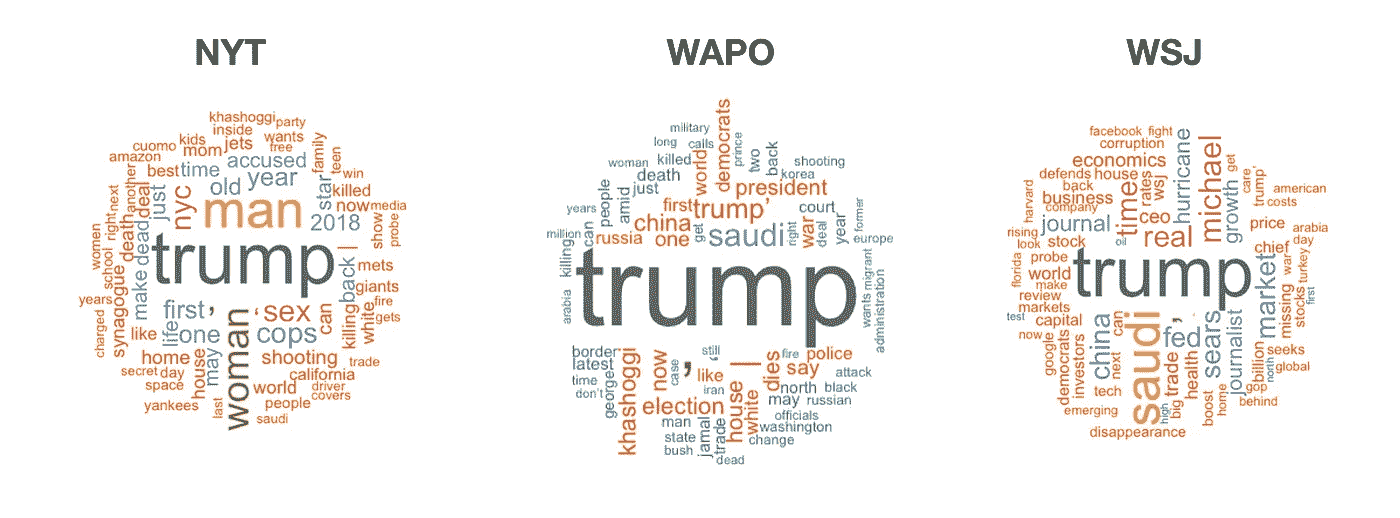 NYT
khashoggi party
inside
kids jets wants
cuomo mom free
amazon accused family
best time teen
another old year win
next deal just nyc star killed
right man now media
women death dead 2018 show probe
school trump |
synagogue make back mets
years first ’ ‘ sex giants
charged like life one cops can killing white fire
gets
home may woman shooting
secret day house california trade
space world driver
yankees last people covers
saudi
WAPO
democrats
military
long calls prince two back
woman killed world shooting
death korea
just president
years people amid first trump’ court former
million can china war deal year
russia one get saudi right europe
killing trump migrant
arabia wants administration
border khashoggi now ’ still ‘ | dies fire police
latest case like say attack
time iran
don’t george election house white north black
may russian
man officials
state jamal trade washington
bush change
dead
WSJ
facebook fight hurricane michael
corruption
economics get
defends house time rates wsj care trump’
harvard back american
business ceo growth costs
company
rising journal real price arabia
look stock oil chief day
florida probe trump market war turkey
world
make missing stocks first
review
markets saudi ’
test capital china can fed sears journalist
now google democrats investors next trade health billion north seeks
global
tech high big boost home gop
emerging behind
disappearance